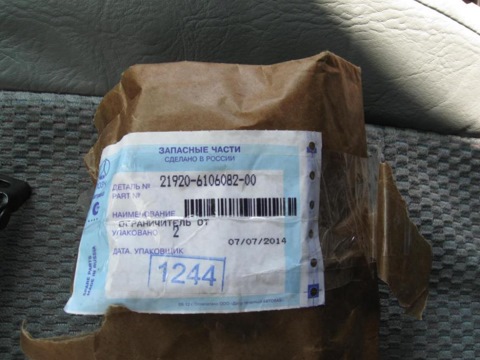 ЗАПАСНЫЕ ЧАСТИ
СДЕЛАНО В РОССИИ
ДЕТАЛЬ № 21920-6106082-00
PART №
НАИМЕНОВАНИЕ
ОГРАНИЧИТЕЛЬ ОТ
УПАКОВАНО 2
07/07/2014
ДАТА. УПАКОВЩИК
1244